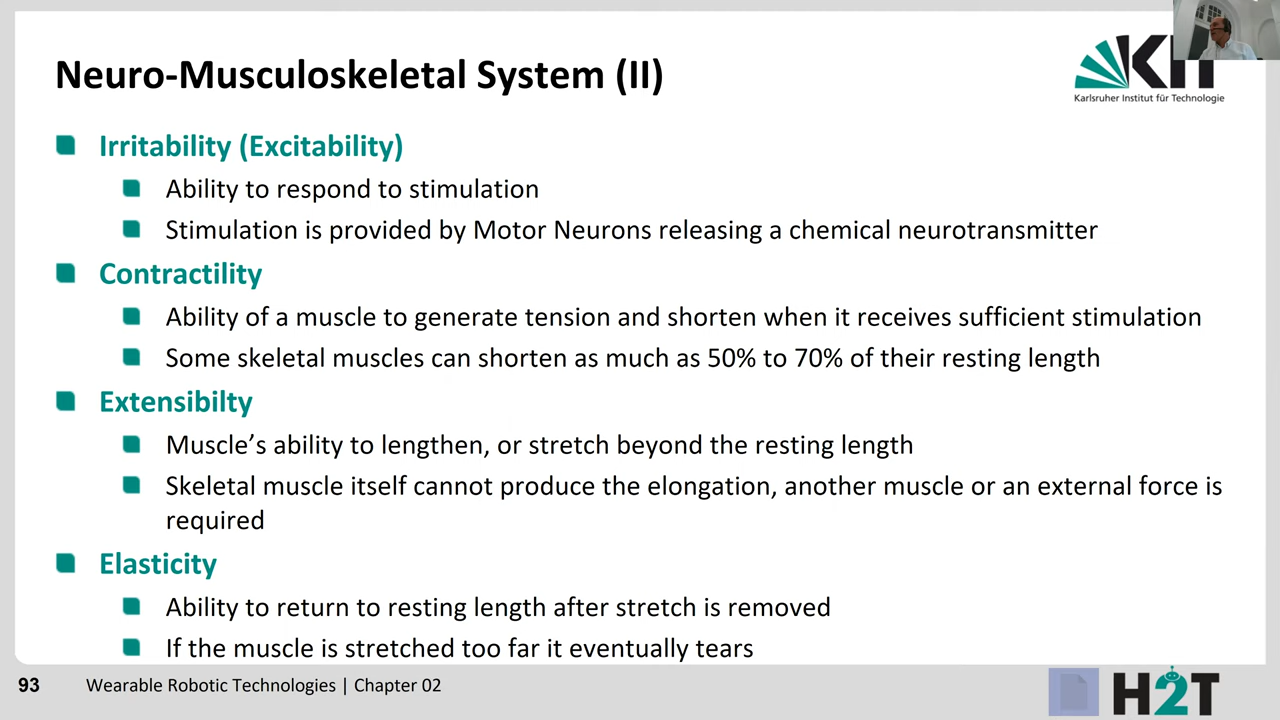 Neuro-Musculoskeletal System (II)
KIT
Karlsruher Institut für Technologie
Irritability (Excitability)
Ability to respond to stimulation
Stimulation is provided by Motor Neurons releasing a chemical neurotransmitter
Contractility
Ability of a muscle to generate tension and shorten when it receives sufficient stimulation
Some skeletal muscles can shorten as much as 50% to 70% of their resting length
Extensibilty
Muscle's ability to lengthen, or stretch beyond the resting length
Skeletal muscle itself cannot produce the elongation, another muscle or an external force is
required
Elasticity
Ability to return to resting length after stretch is removed
If the muscle is stretched too far it eventually tears
93 Wearable Robotic Technologies | Chapter 02
H2T